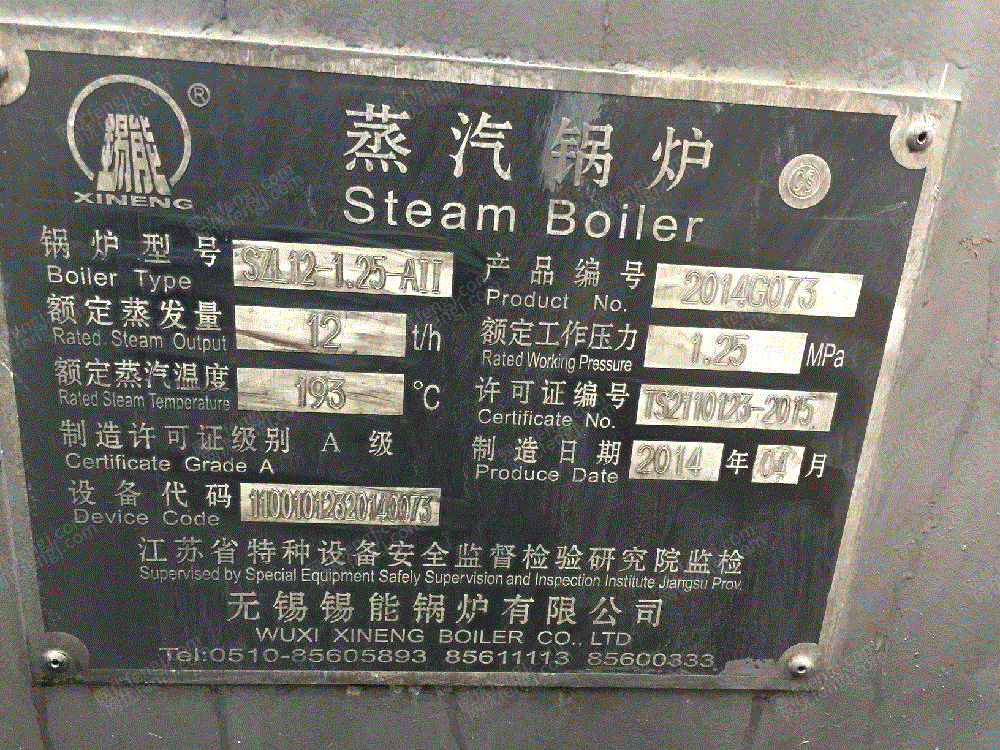 錫能
XINENG
®
蒸汽锅炉
Steam Boiler
CS
锅炉型号 SZL12-1.25-AII
Boiler Type
产品编号 2014G073
Product No.
额定蒸发量 12 t/h
Rated Steam Output
额定工作压力 1.25 MPa
Rated Working Pressure
额定蒸汽温度 193 ℃
Rated Steam Temperature
许可证编号 TS2110123-2015
Certificate No.
制造许可证级别 A 级
Certificate Grade A
制造日期 2014 年 04 月
Produce Date
设备代码 11001012320140073
Device Code
江苏省特种设备安全监督检验研究院监检
Supervised by Special Equipment Safely Supervision and Inspection Institute Jiangsu Prov.
无锡锡能锅炉有限公司
WUXI XINENG BOILER CO., LTD
Tel:0510-85605893 85611113 85600333